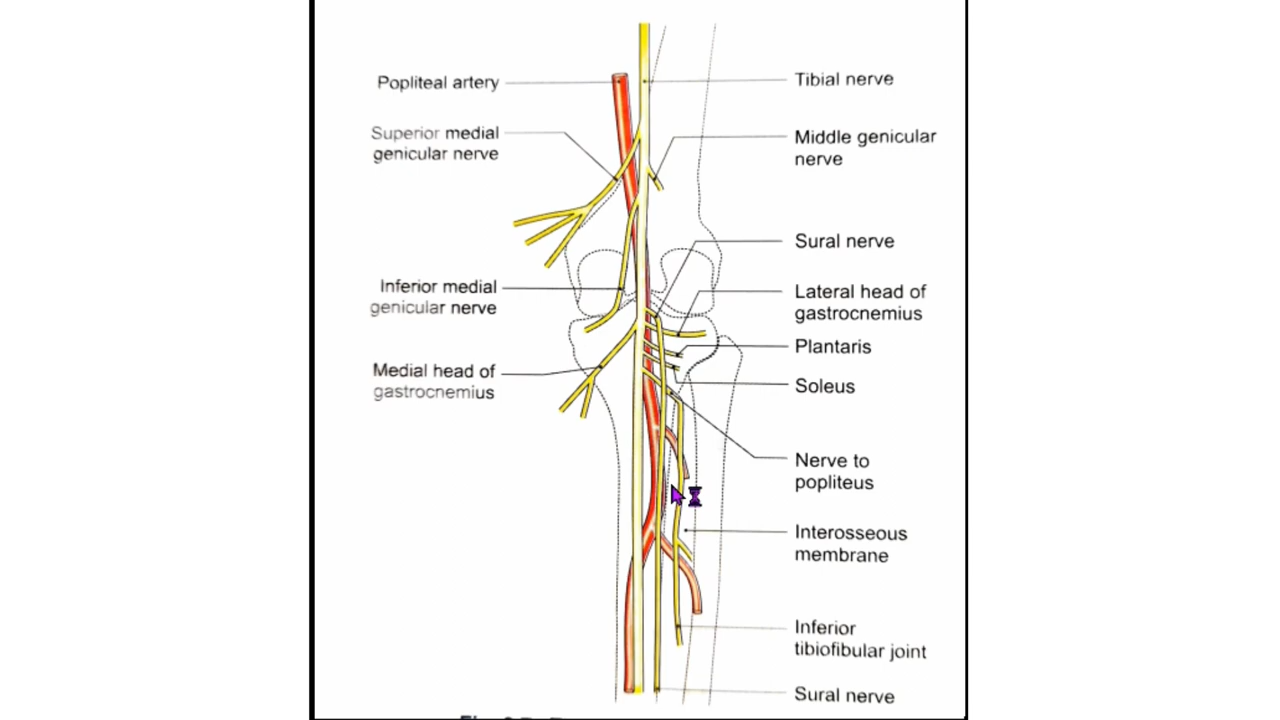 Popliteal artery
Superior medial
genicular nerve
Inferior medial
genicular nerve
Medial head of
gastrocnemius
Tibial nerve
Middle genicular
nerve
Sural nerve
Lateral head of
gastrocnemius
Plantaris
Soleus
Nerve to
popliteus
Interosseous
membrane
Inferior
tibiofibular joint
Sural nerve